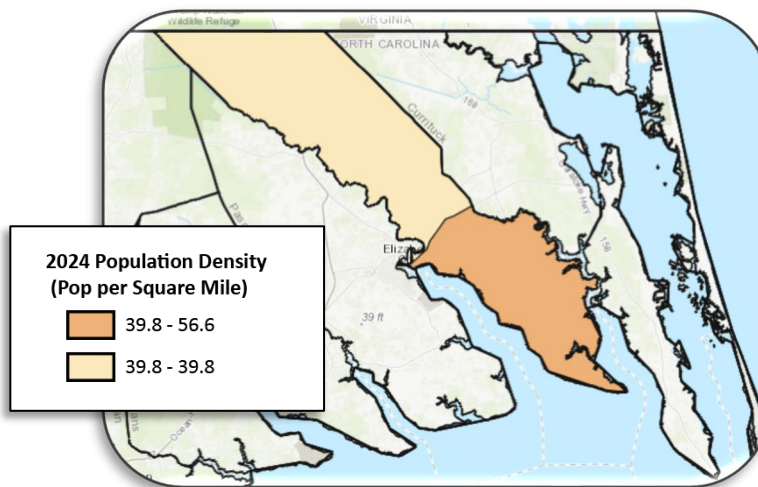 VIRGINIA
Wildlife Refuge
NORTH CAROLINA
Currituck
168
158
Eliza
39 ft
2024 Population Density
(Pop per Square Mile)
39.8 - 56.6
39.8 - 39.8